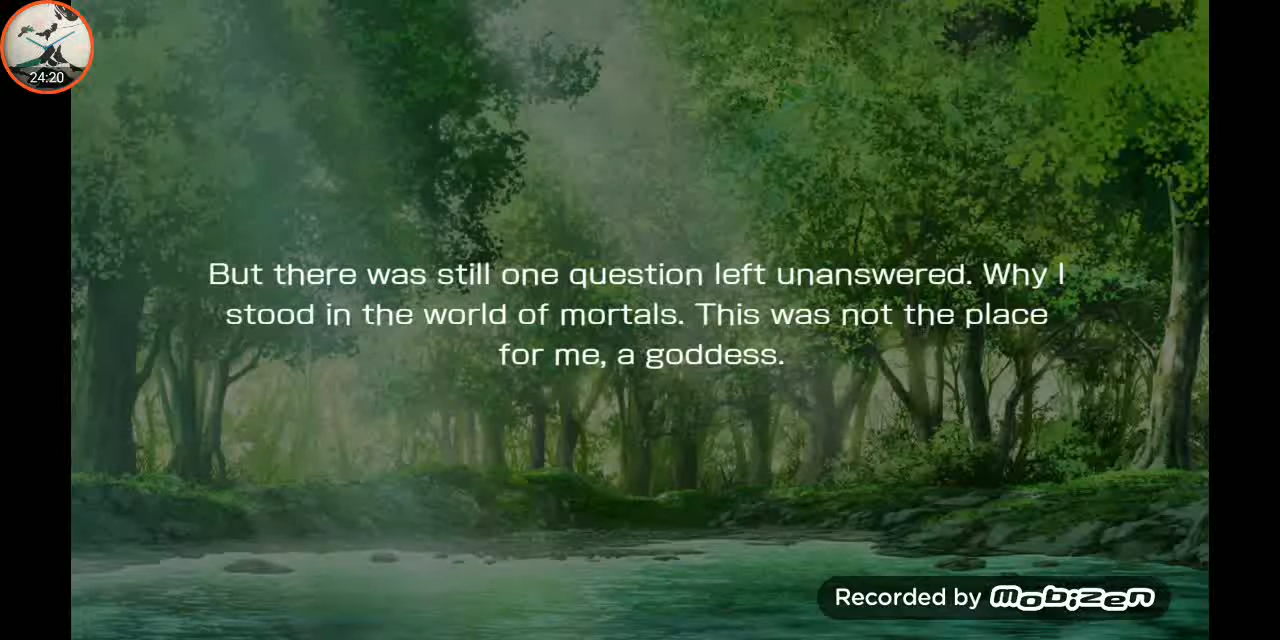 24:20
But there was still one question left unanswered. Why I
stood in the world of mortals. This was not the place
for me, a goddess.
Recorded by mobizen